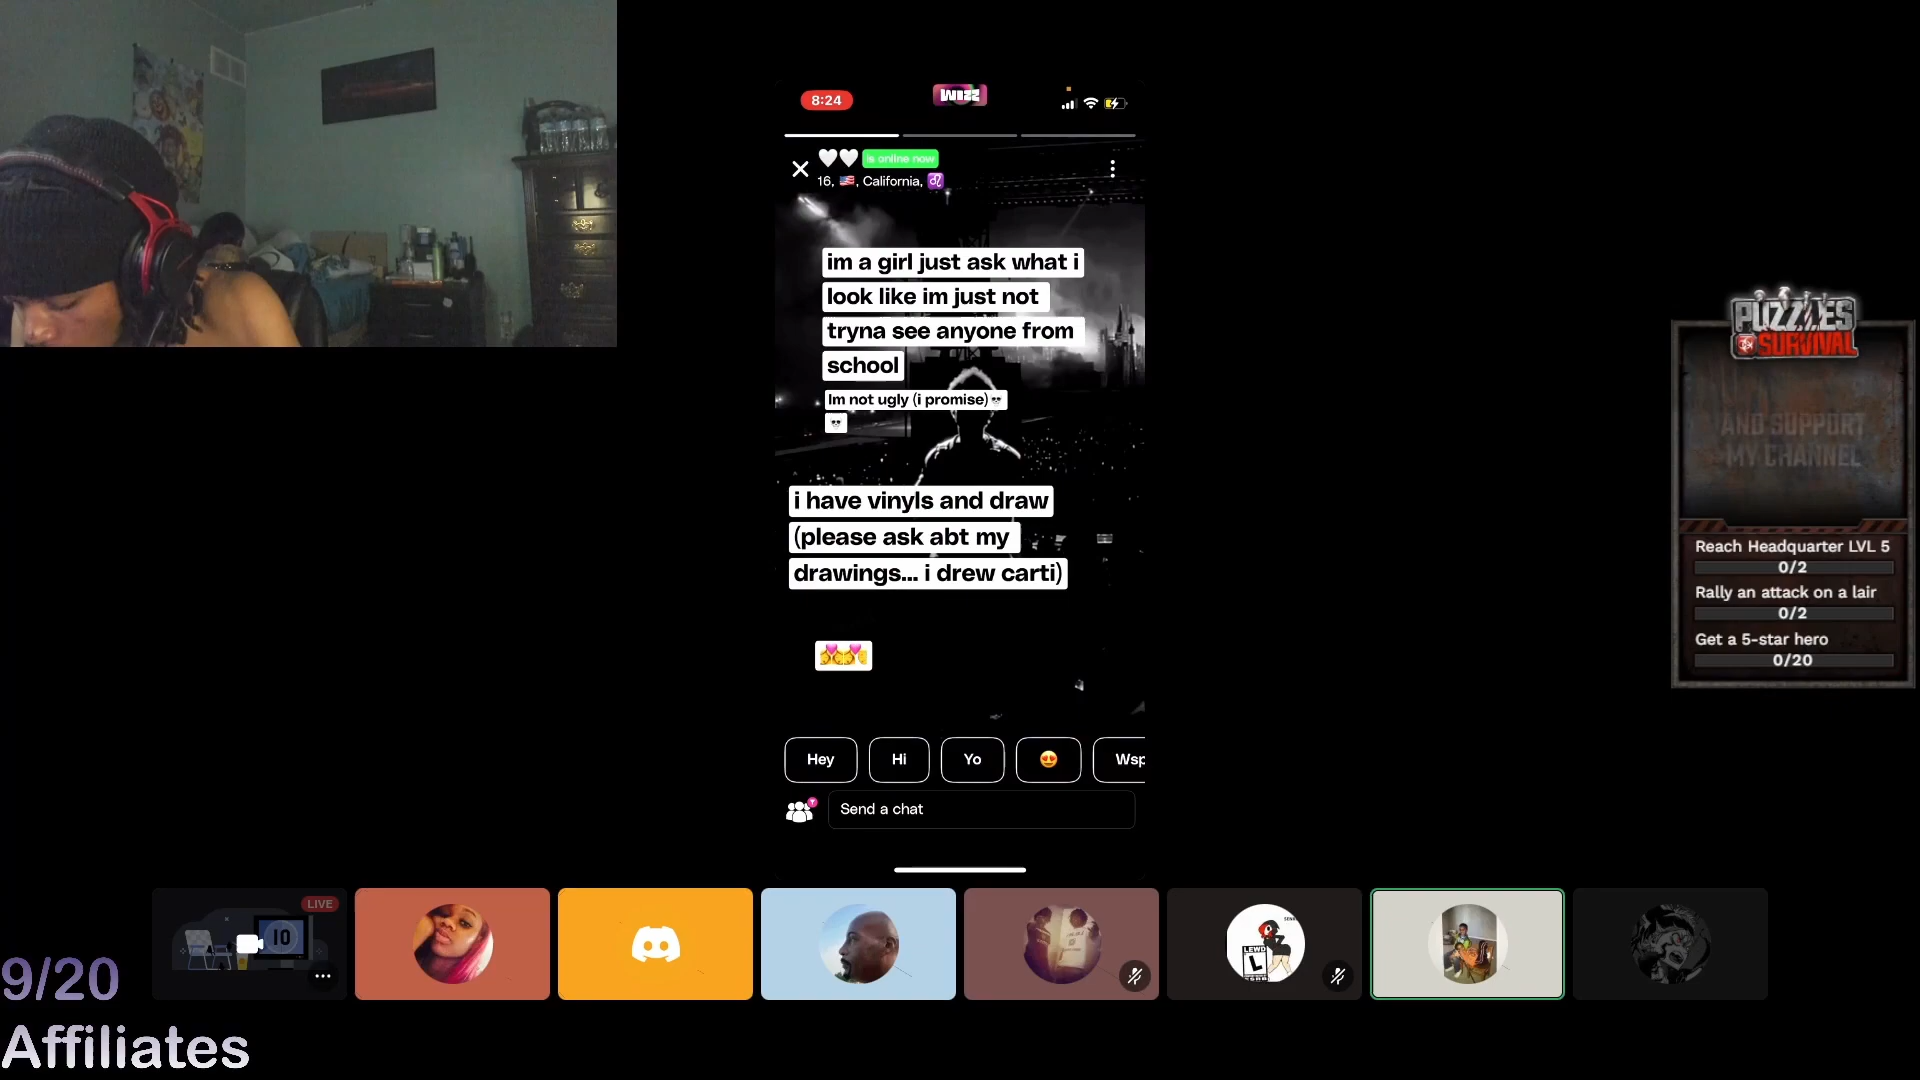 8:24
WIZZ
is online now
16, California,
im a girl just ask what i
look like im just not
tryna see anyone from
school
Im not ugly (i promise)
i have vinyls and draw
(please ask abt my
drawings... i drew carti)
Hey
Hi
Yo
Wsp
Send a chat
PUZZLES
SURVIVAL
AND SUPPORT
MY CHANNEL
Reach Headquarter LVL 5
0/2
Rally an attack on a lair
0/2
Get a 5-star hero
0/20
LIVE
LEWD
L
9/20
Affiliates